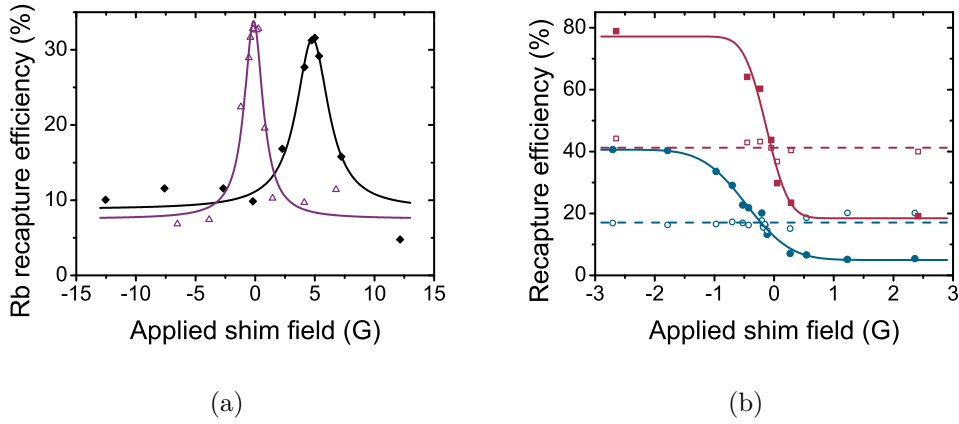 Rb recapture efficiency (%)
30
20
10
0
-15 -10 -5 0 5 10 15
Applied shim field (G)
(a)
Recapture efficiency (%)
80
60
40
20
0
-3 -2 -1 0 1 2 3
Applied shim field (G)
(b)